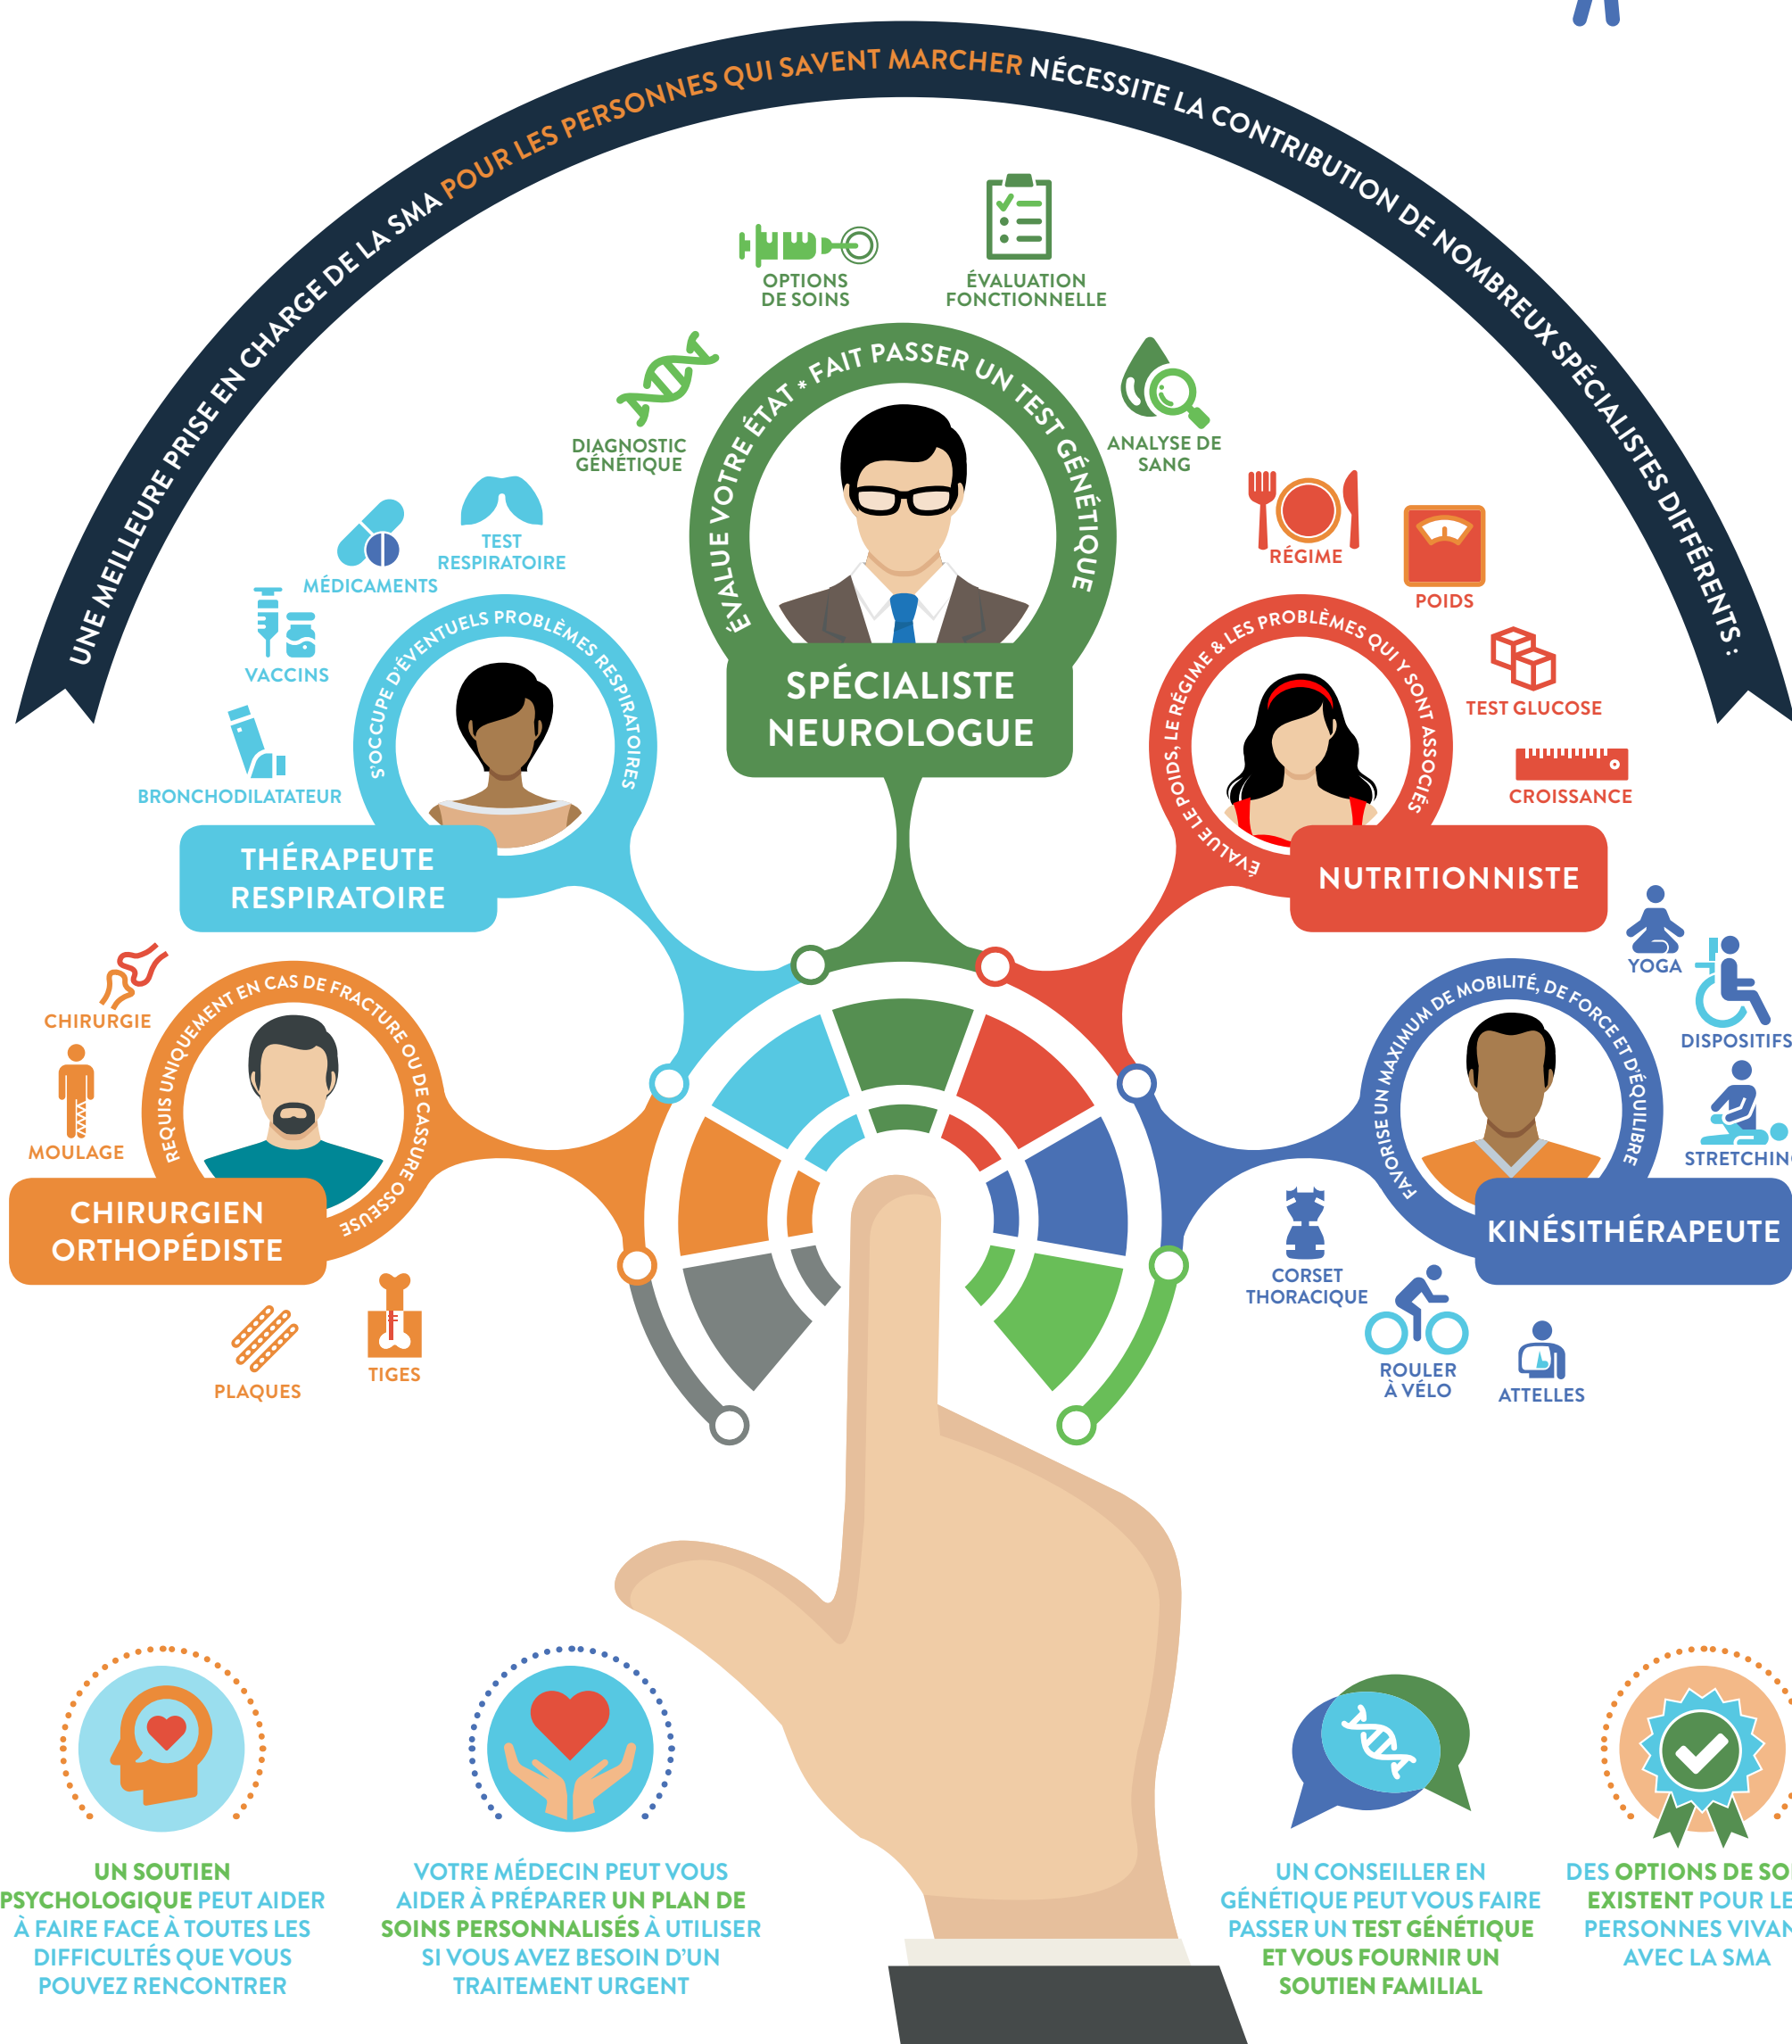 UNE MEILLEURE PRISE EN CHARGE DE LA SMA POUR LES PERSONNES QUI SAVENT MARCHER NÉCESSITE LA CONTRIBUTION DE NOMBREUX SPÉCIALISTES DIFFÉRENTS :
OPTIONS
DE SOINS
ÉVALUATION
FONCTIONNELLE
DIAGNOSTIC
GÉNÉTIQUE
ANALYSE DE
SANG
ÉVALUE VOTRE ÉTAT * FAIT PASSER UN TEST GÉNÉTIQUE
SPÉCIALISTE
NEUROLOGUE
TEST
RESPIRATOIRE
MÉDICAMENTS
VACCINS
BRONCHODILATATEUR
S'OCCUPE D'ÉVENTUELS PROBLÈMES RESPIRATOIRES
THÉRAPEUTE
RESPIRATOIRE
RÉGIME
POIDS
TEST GLUCOSE
CROISSANCE
ÉVALUE LE POIDS, LE RÉGIME & LES PROBLÈMES QUI Y SONT ASSOCIÉS
NUTRITIONNISTE
CHIRURGIE
MOULAGE
REQUIS UNIQUEMENT EN CAS DE FRACTURE OU DE CASSURE OSSEUSE
CHIRURGIEN
ORTHOPÉDISTE
PLAQUES
TIGES
YOGA
DISPOSITIFS
STRETCHIN
FAVORISE UN MAXIMUM DE MOBILITÉ, DE FORCE ET D'ÉQUILIBRE
KINÉSITHÉRAPEUTE
CORSET
THORACIQUE
ROULER
À VÉLO
ATTELLES
UN SOUTIEN
PSYCHOLOGIQUE PEUT AIDER
À FAIRE FACE À TOUTES LES
DIFFICULTÉS QUE VOUS
POUVEZ RENCONTRER
VOTRE MÉDECIN PEUT VOUS
AIDER À PRÉPARER UN PLAN DE
SOINS PERSONNALISÉS À UTILISER
SI VOUS AVEZ BESOIN D'UN
TRAITEMENT URGENT
UN CONSEILLER EN
GÉNÉTIQUE PEUT VOUS FAIRE
PASSER UN TEST GÉNÉTIQUE
ET VOUS FOURNIR UN
SOUTIEN FAMILIAL
DES OPTIONS DE SO
EXISTENT POUR LE
PERSONNES VIVAN
AVEC LA SMA